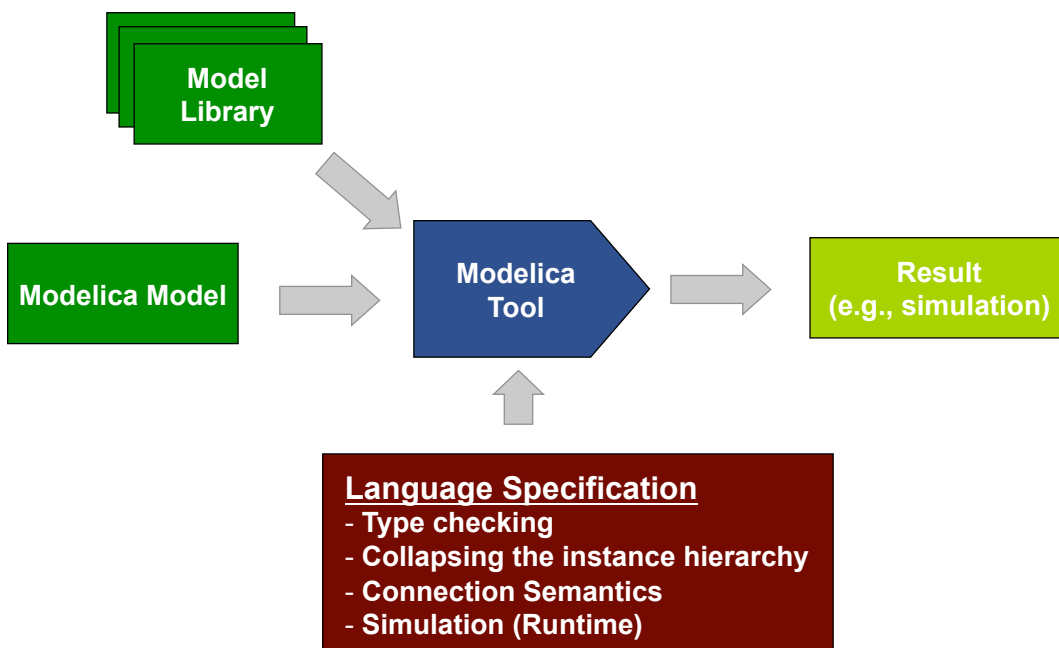 Model
Library
Modelica Model
Modelica
Tool
Result
(e.g., simulation)
Language Specification
- Type checking
- Collapsing the instance hierarchy
- Connection Semantics
- Simulation (Runtime)